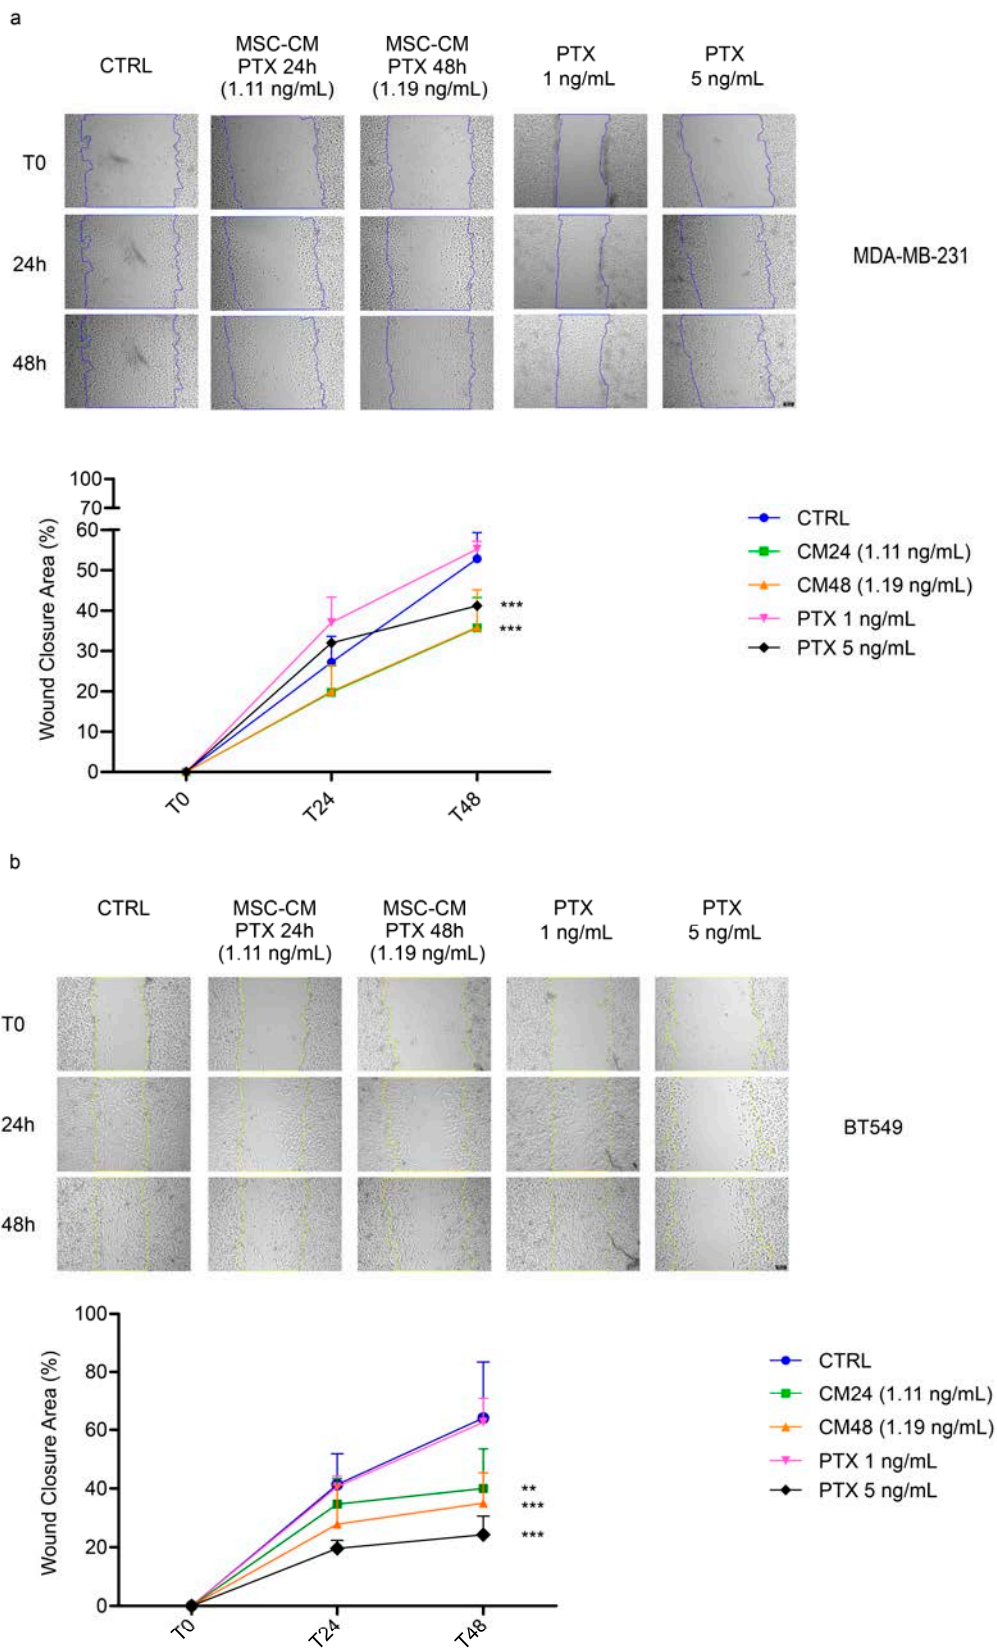 a
CTRL
MSC-CM
PTX 24h
(1.11 ng/mL)
MSC-CM
PTX 48h
(1.19 ng/mL)
PTX
1 ng/mL
PTX
5 ng/mL
T0
24h
48h
MDA-MB-231
Wound Closure Area (%)
100
70
60
50
40
30
20
10
0
T0
T24
T48
***
***
CTRL
CM24 (1.11 ng/mL)
CM48 (1.19 ng/mL)
PTX 1 ng/mL
PTX 5 ng/mL
b
CTRL
MSC-CM
PTX 24h
(1.11 ng/mL)
MSC-CM
PTX 48h
(1.19 ng/mL)
PTX
1 ng/mL
PTX
5 ng/mL
T0
24h
48h
BT549
Wound Closure Area (%)
100
80
60
40
20
0
T0
T24
T48
**
***
***
CTRL
CM24 (1.11 ng/mL)
CM48 (1.19 ng/mL)
PTX 1 ng/mL
PTX 5 ng/mL